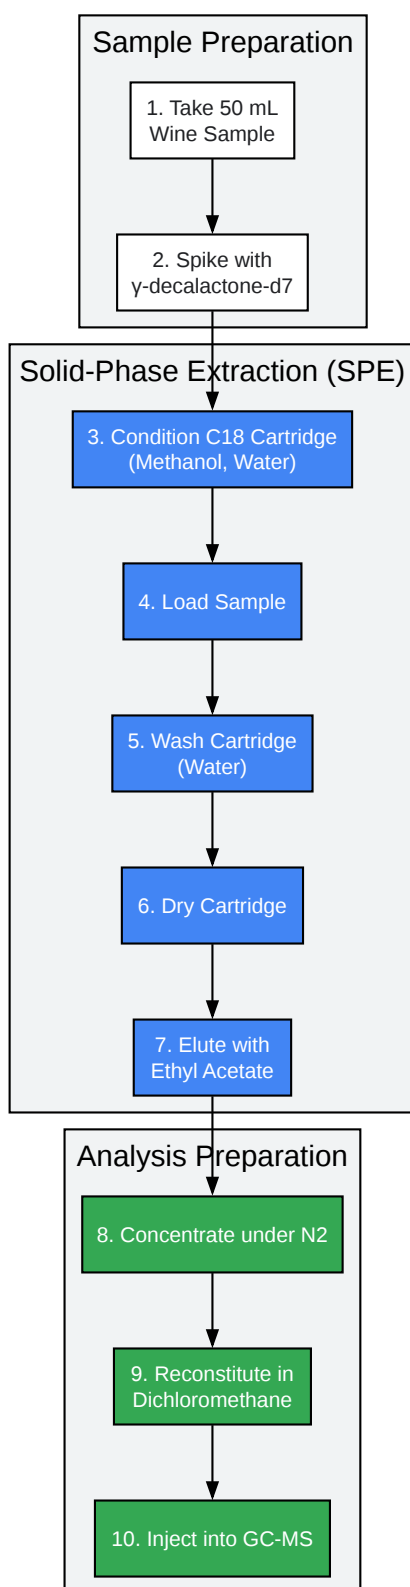 Sample Preparation
1. Take 50 mL
Wine Sample
2. Spike with
γ-decalactone-d7
Solid-Phase Extraction (SPE)
3. Condition C18 Cartridge
(Methanol, Water)
4. Load Sample
5. Wash Cartridge
(Water)
6. Dry Cartridge
7. Elute with
Ethyl Acetate
Analysis Preparation
8. Concentrate under N2
9. Reconstitute in
Dichloromethane
10. Inject into GC-MS